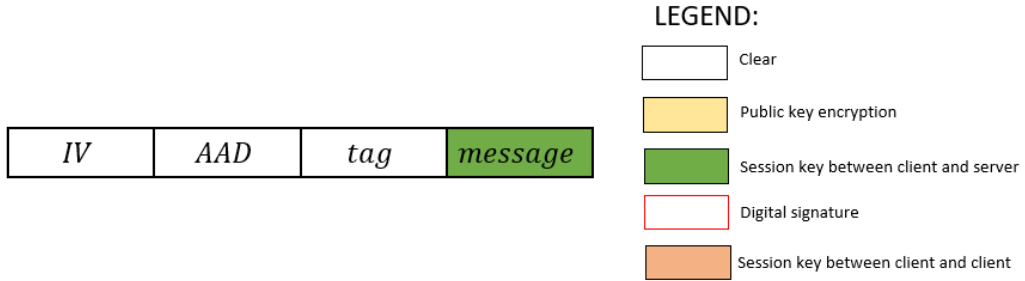 LEGEND:
Clear
Public key encryption
IV AAD tag message
Session key between client and server
Digital signature
Session key between client and client